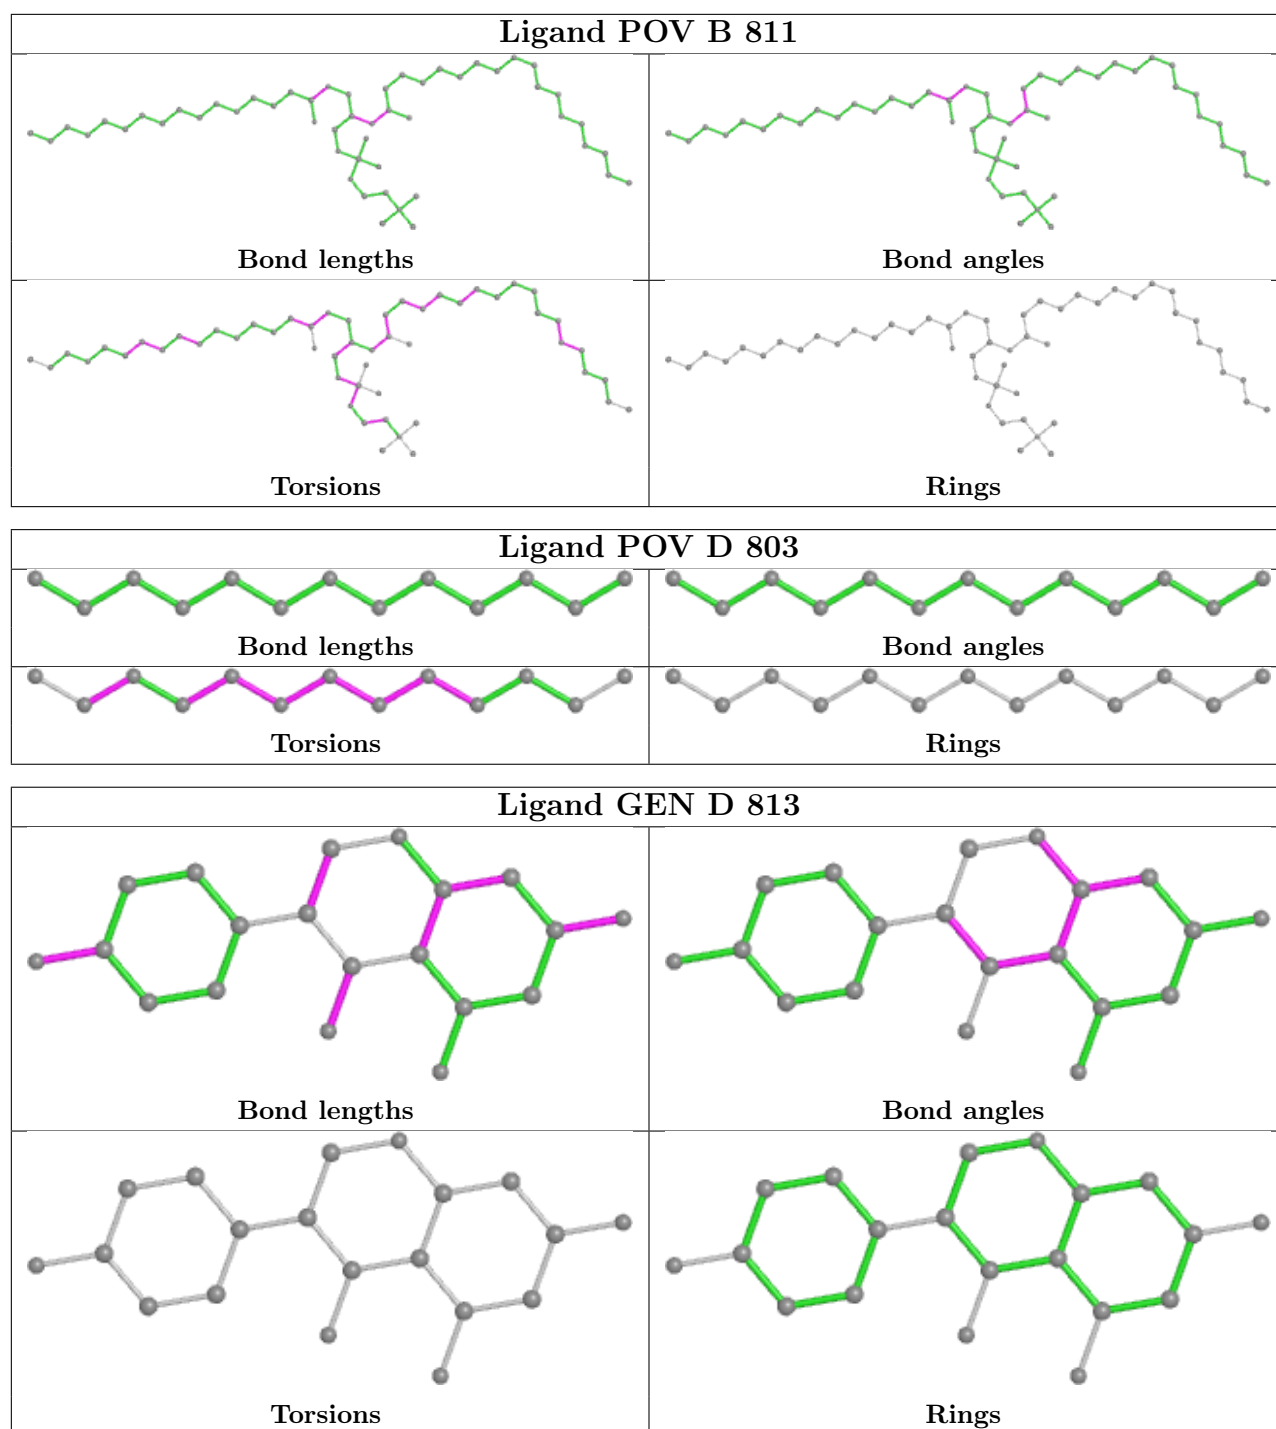 Ligand POV B 811
Bond lengths
Bond angles
Torsions
Rings
Ligand POV D 803
Bond lengths
Bond angles
Torsions
Rings
Ligand GEN D 813
Bond lengths
Bond angles
Torsions
Rings